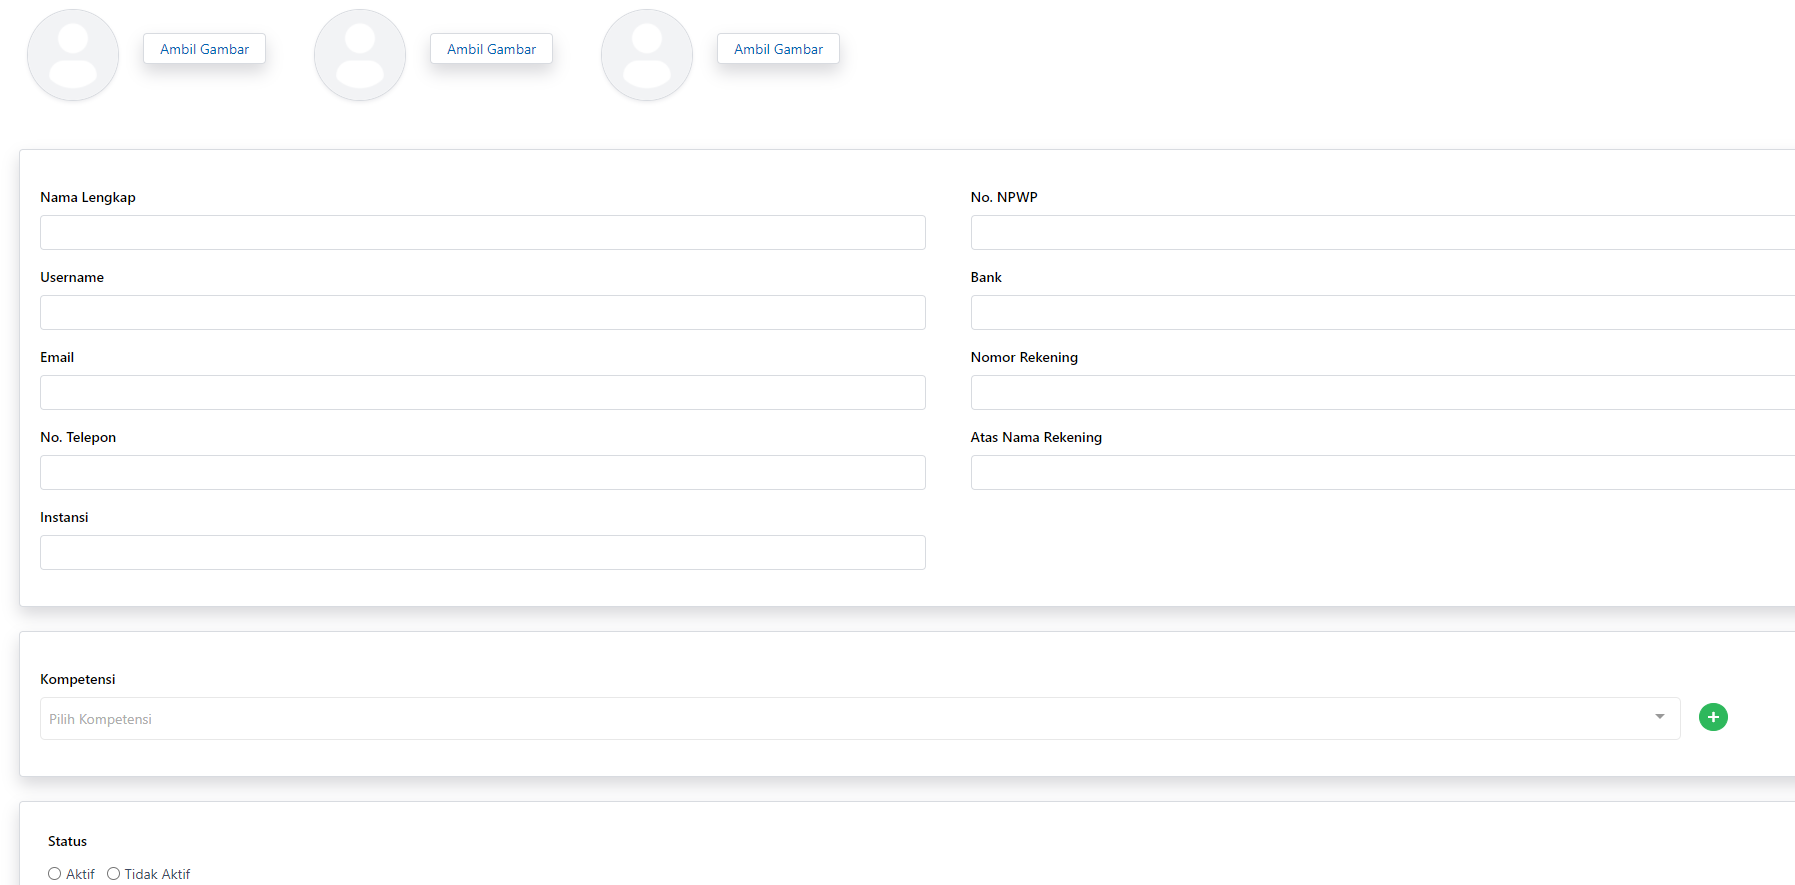 Ambil Gambar
Ambil Gambar
Ambil Gambar
Nama Lengkap
No. NPWP
Username
Bank
Email
Nomor Rekening
No. Telepon
Atas Nama Rekening
Instansi
Kompetensi
Pilih Kompetensi
Status
Aktif
Tidak Aktif